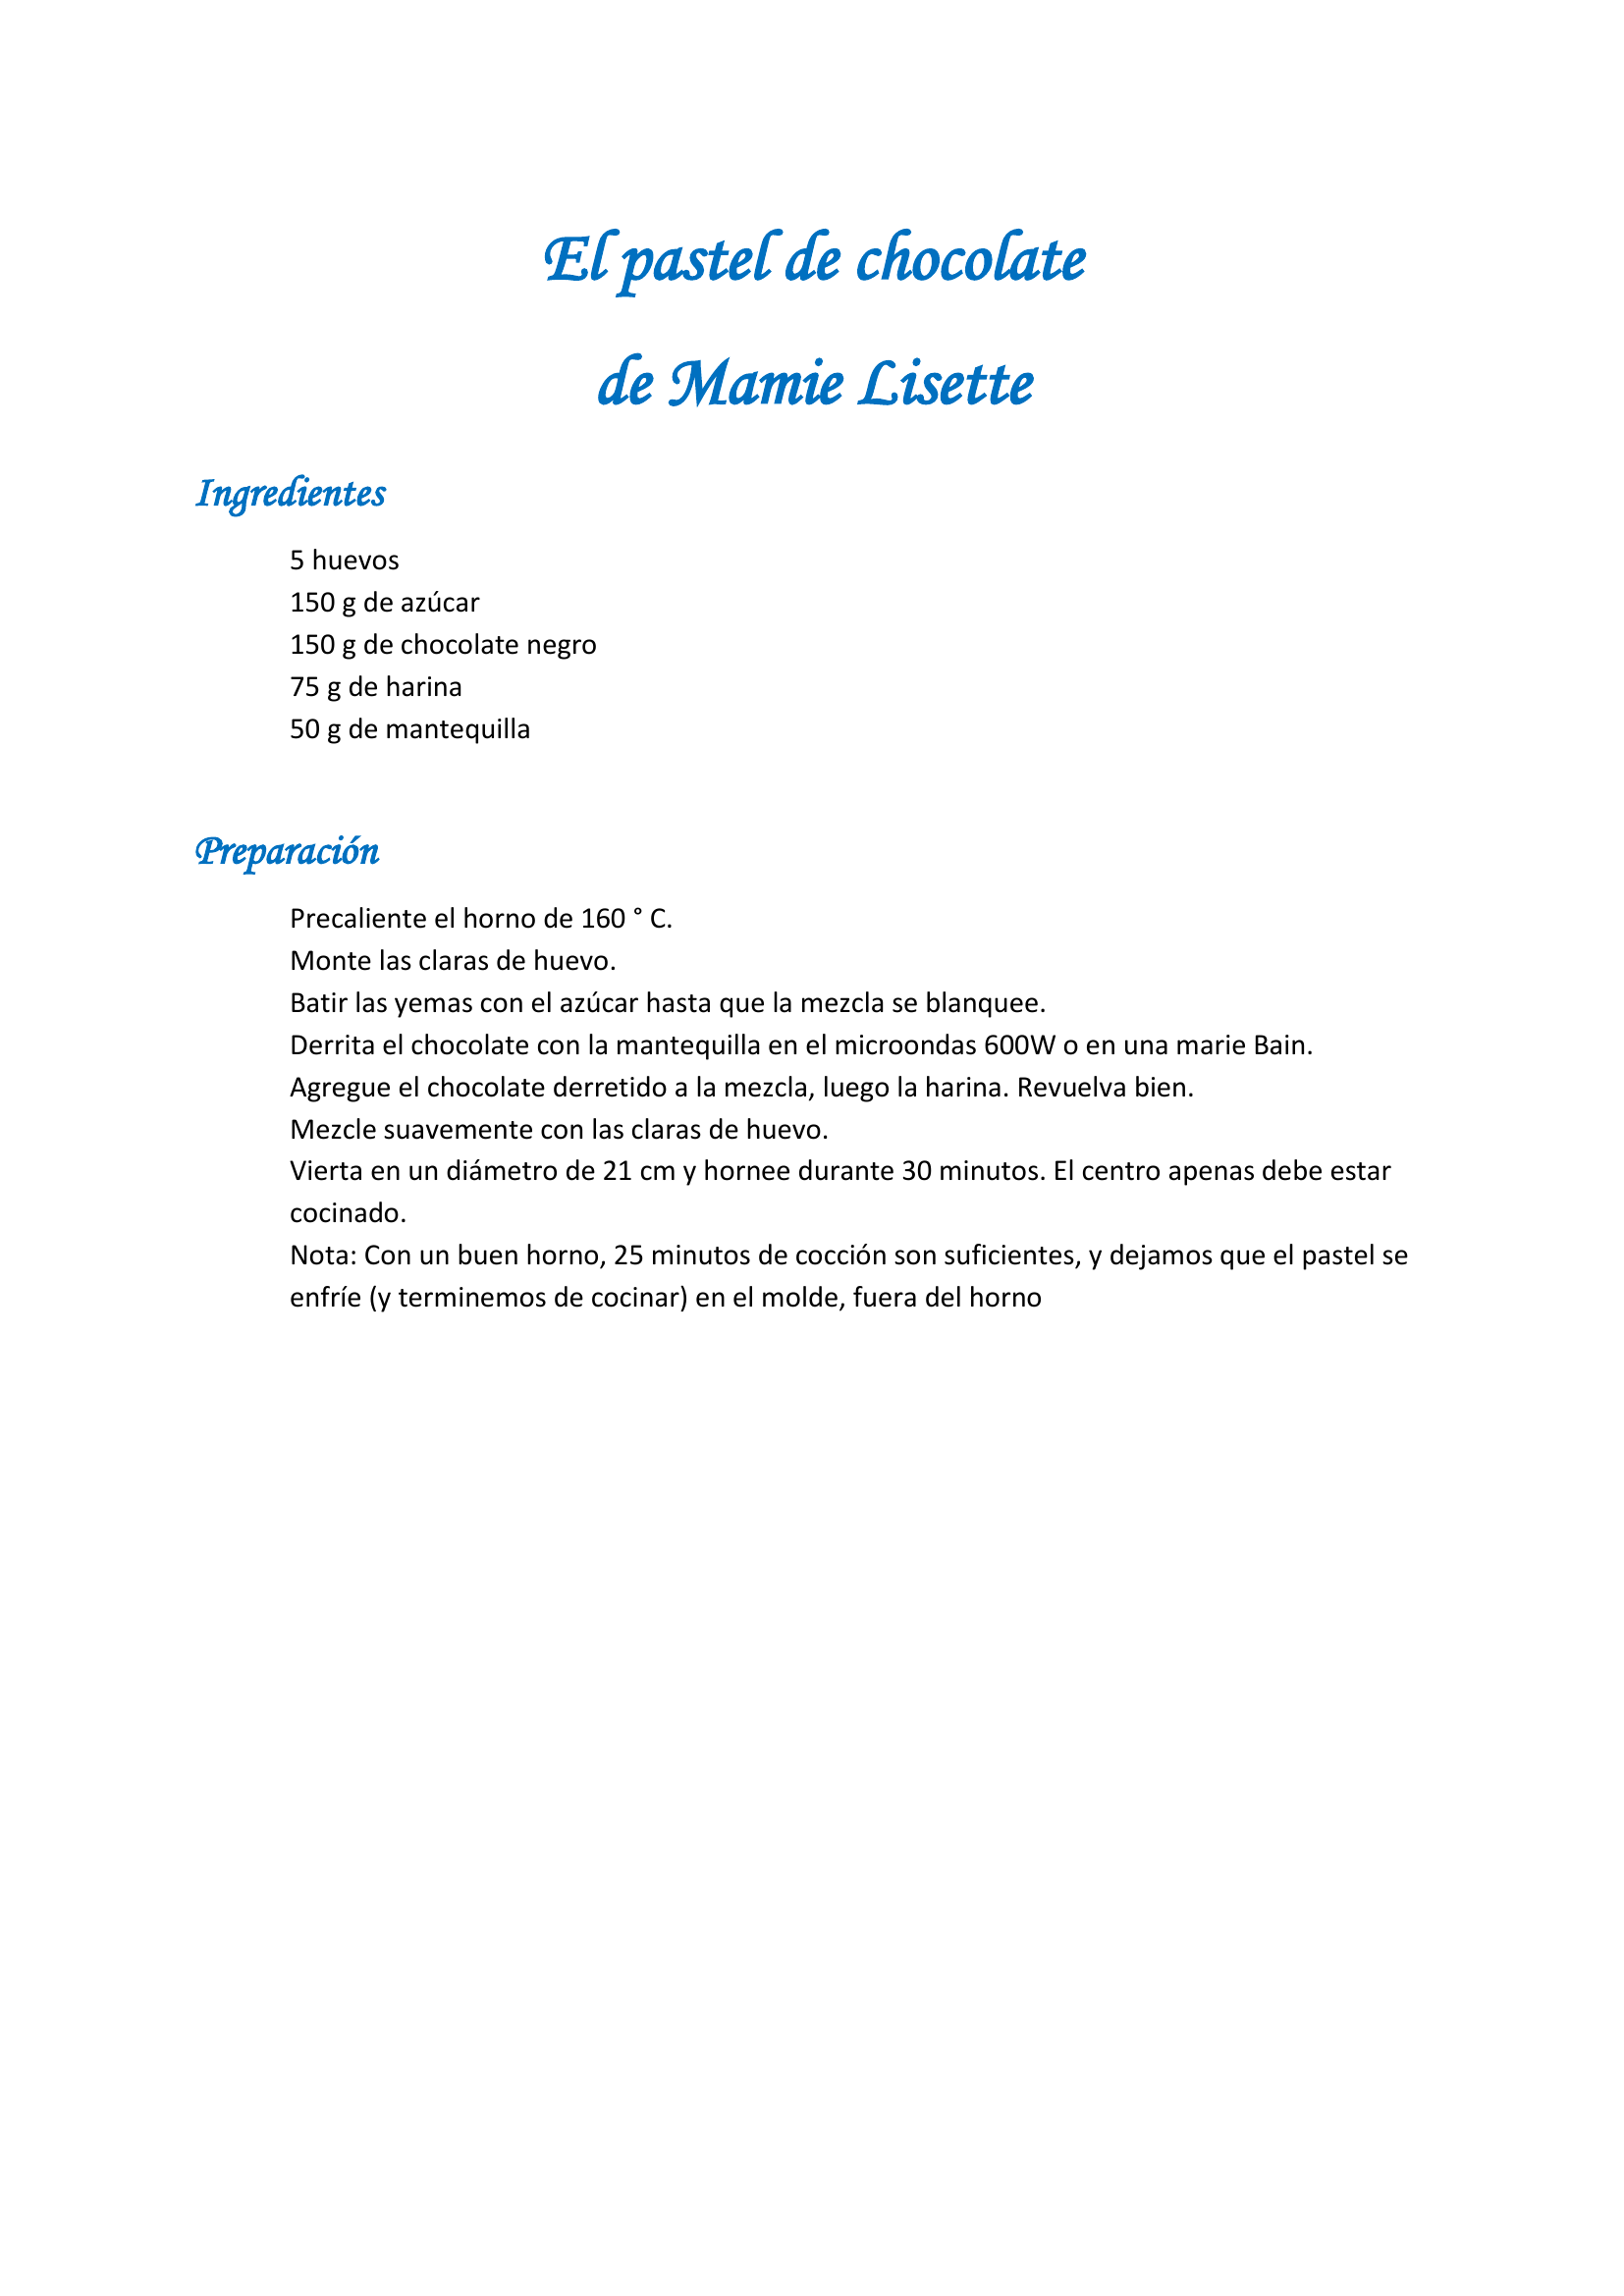 El pastel de chocolate
de Mamie Lisette
Ingredientes
5 huevos
150 g de azúcar
150 g de chocolate negro
75 g de harina
50 g de mantequilla
Preparación
Precaliente el horno de 160 ° C.
Monte las claras de huevo.
Batir las yemas con el azúcar hasta que la mezcla se blanquee.
Derrita el chocolate con la mantequilla en el microondas 600W o en una marie Bain.
Agregue el chocolate derretido a la mezcla, luego la harina. Revuelva bien.
Mezcle suavemente con las claras de huevo.
Vierta en un diámetro de 21 cm y hornee durante 30 minutos. El centro apenas debe estar
cocinado.
Nota: Con un buen horno, 25 minutos de cocción son suficientes, y dejamos que el pastel se
enfríe (y terminemos de cocinar) en el molde, fuera del horno